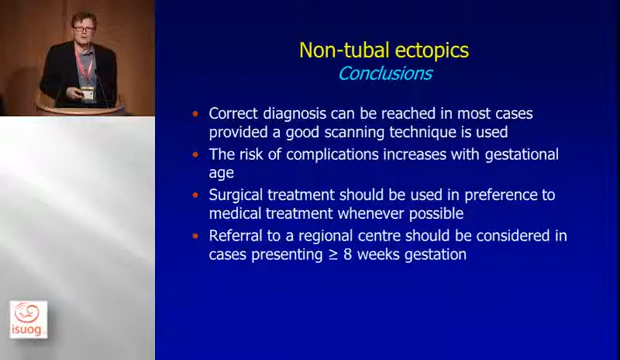 Non-tubal ectopics
Conclusions
• Correct diagnosis can be reached in most cases
provided a good scanning technique is used
• The risk of complications increases with gestational
age
• Surgical treatment should be used in preference to
medical treatment whenever possible
• Referral to a regional centre should be considered in
cases presenting ≥ 8 weeks gestation
isuog